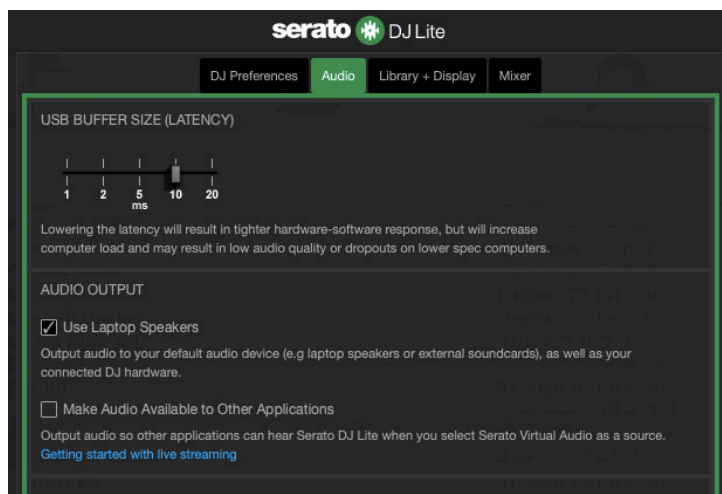 serato DJ Lite
DJ Preferences Audio Library + Display Mixer
USB BUFFER SIZE (LATENCY)
1 2 5 10 20
ms
Lowering the latency will result in tighter hardware-software response, but will increase
computer load and may result in low audio quality or dropouts on lower spec computers.
AUDIO OUTPUT
Use Laptop Speakers
Output audio to your default audio device (e.g laptop speakers or external soundcards), as well as your
connected DJ hardware.
Make Audio Available to Other Applications
Output audio so other applications can hear Serato DJ Lite when you select Serato Virtual Audio as a source.
Getting started with live streaming